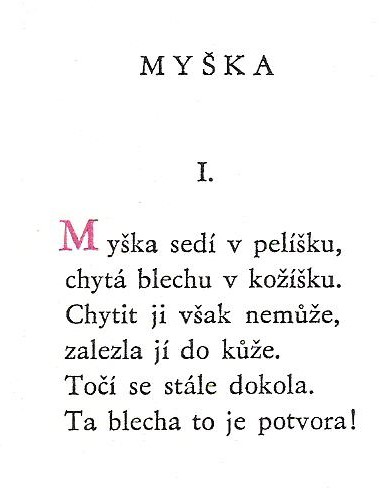 MYŠKA
I.
Myška sedí v pelíšku,
chytá blechu v kožíšku.
Chytit ji však nemůže,
zalezla jí do kůže.
Točí se stále dokola.
Ta blecha to je potvora!